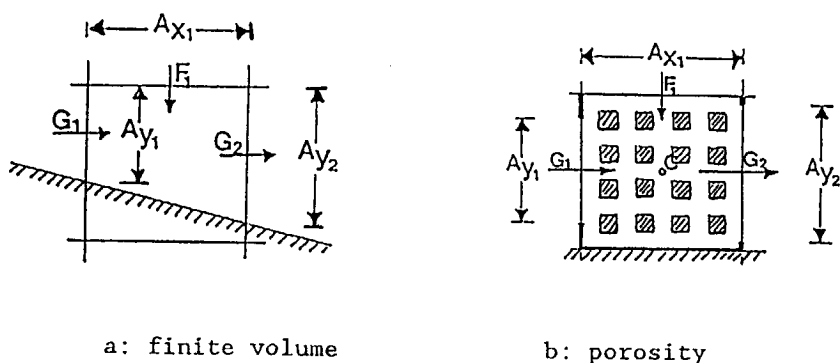 Ax₁
F₁
G₁
Ay₁
G₂
Ay₂
a: finite volume
Ax₁
F₁
Ay₁
G₁
C
G₂
Ay₂
b: porosity